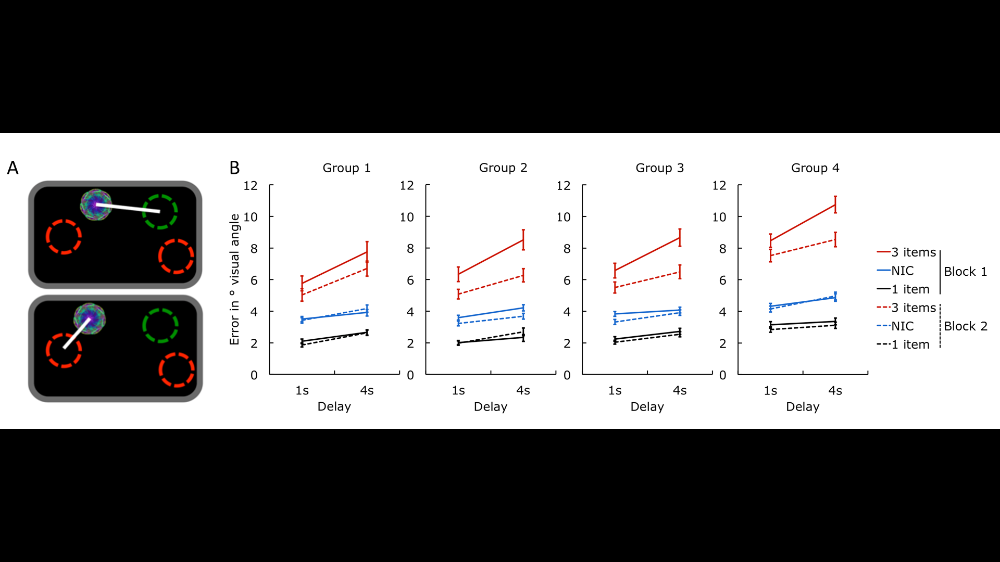 A
B
Group 1
Group 2
Group 3
Group 4
Error in ° visual angle
12
10
8
6
4
2
0
12
10
8
6
4
2
0
12
10
8
6
4
2
0
12
10
8
6
4
2
0
1s 4s
Delay
1s 4s
Delay
1s 4s
Delay
1s 4s
Delay
3 items
NIC
1 item
Block 1
3 items
NIC
1 item
Block 2